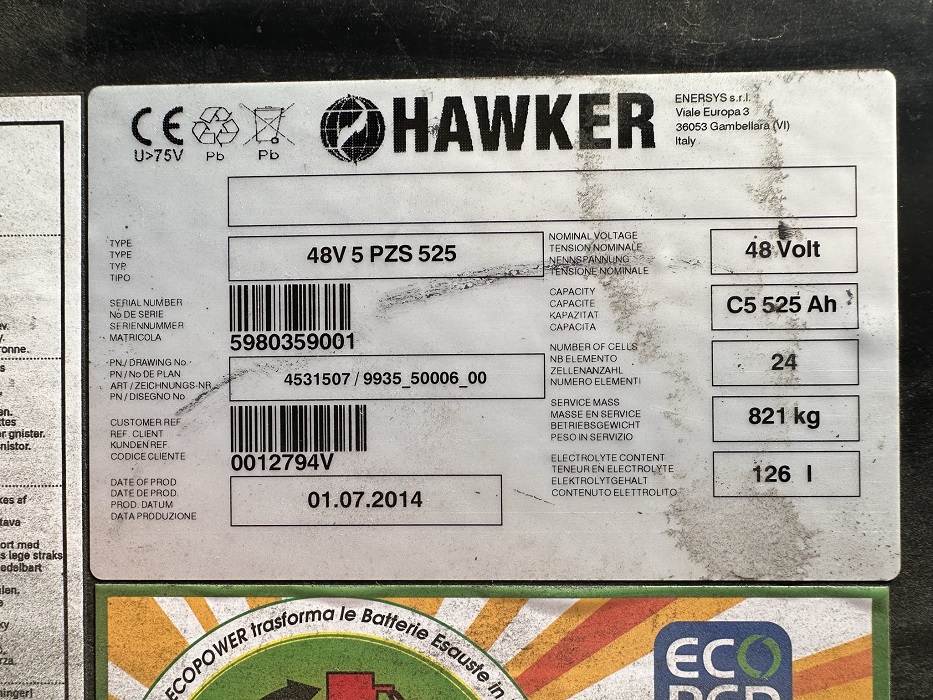 CE
U>75V
Pb
Pb
HAWKER
ENERSYS s.r.l.
Viale Europa 3
36053 Gambellara (VI)
Italy
TYPE
TYPE
TYP
TIPO
48V 5 PZS 525
SERIAL NUMBER
No DE SERIE
SERIENNUMMER
MATRICOLA
5980359001
PN./ DRAWING No
PN / No DE PLAN
ART / ZEICHNUNGS-NR
PN / DISEGNO No
4531507 / 9935_50006_00
CUSTOMER REF
REF. CLIENT
KUNDEN REF.
CODICE CLIENTE
0012794V
DATE OF PROD
DATE DE PROD.
PROD. DATUM
DATA PRODUZIONE
01.07.2014
NOMINAL VOLTAGE
TENSION NOMINALE
NENNSPANNUNG
TENSIONE NOMINALE
48 Volt
CAPACITY
CAPACITE
KAPAZITAT
CAPACITA
C5 525 Ah
NUMBER OF CELLS
NB ELEMENTO
ZELLENANZAHL
NUMERO ELEMENTI
24
SERVICE MASS
MASSE EN SERVICE
BETRIEBSGEWICHT
PESO IN SERVIZIO
821 kg
ELECTROLYTE CONTENT
TENEUR EN ELECTROLYTE
ELEKTROLYTGEHALT
CONTENUTO ELETTROLITO
126 l
ort med
s lege straks
ECOPOWER trasforma le Batterie Esauste in
ECO